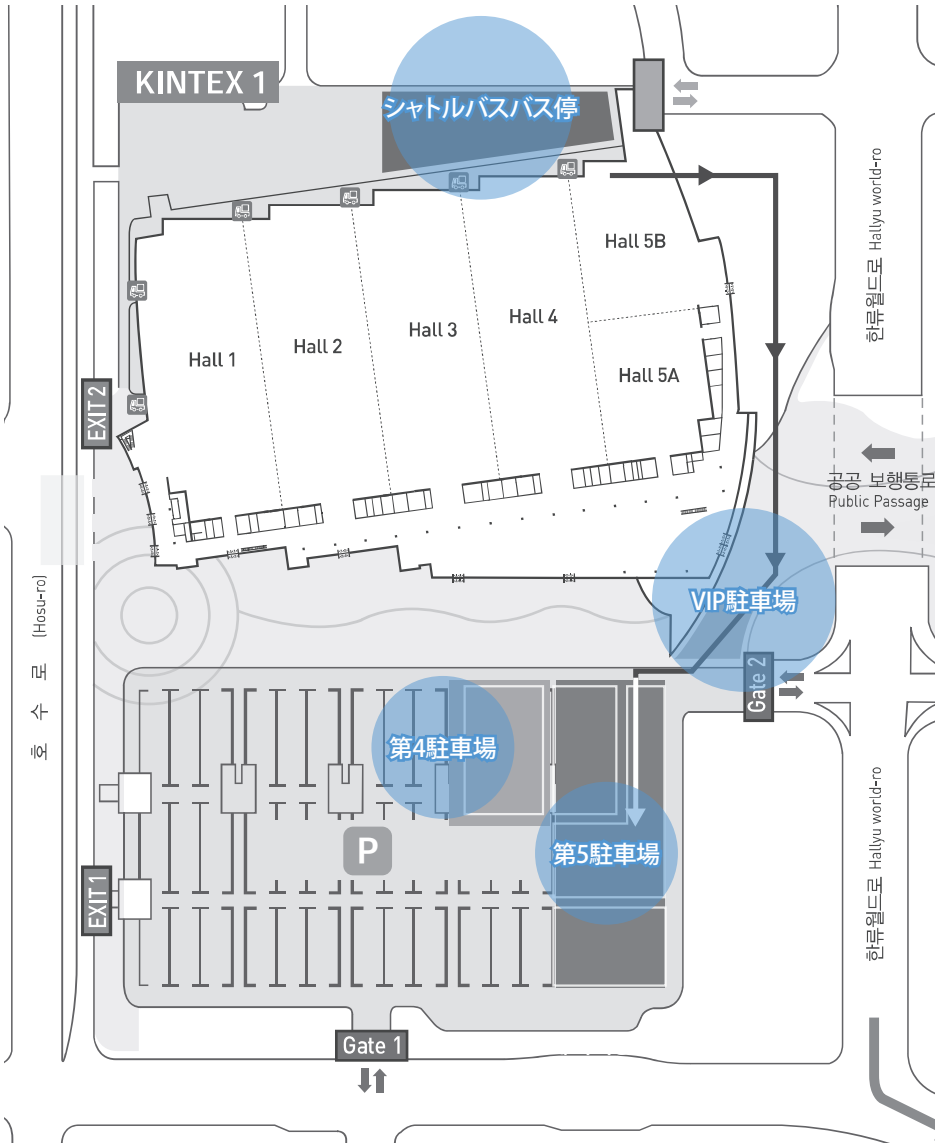 KINTEX 1
シャトルバスバス停
한류월드로 Hallyu world-ro
Hall 5B
Hall 4
Hall 3
Hall 2
Hall 1
Hall 5A
EXIT 2
공공 보행통로
Public Passage
호수로 (Hosu-ro)
VIP駐車場
Gate 2
第4駐車場
第5駐車場
P
EXIT 1
한류월드로 Hallyu world-ro
Gate 1